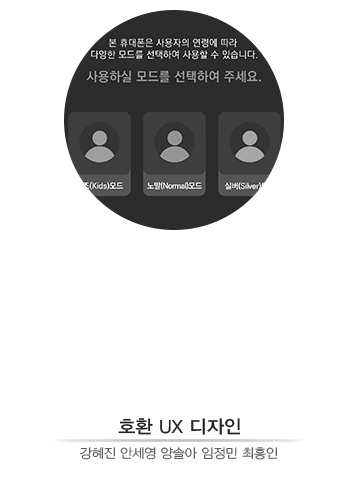 본 휴대폰은 사용자의 연령에 따라
다양한 모드를 선택하여 사용할 수 있습니다.
사용하실 모드를 선택하여 주세요.
(Kids)모드 노말(Normal)모드 실버(Silver)
호환 UX 디자인
강혜진 안세영 양솔아 임정민 최홍인